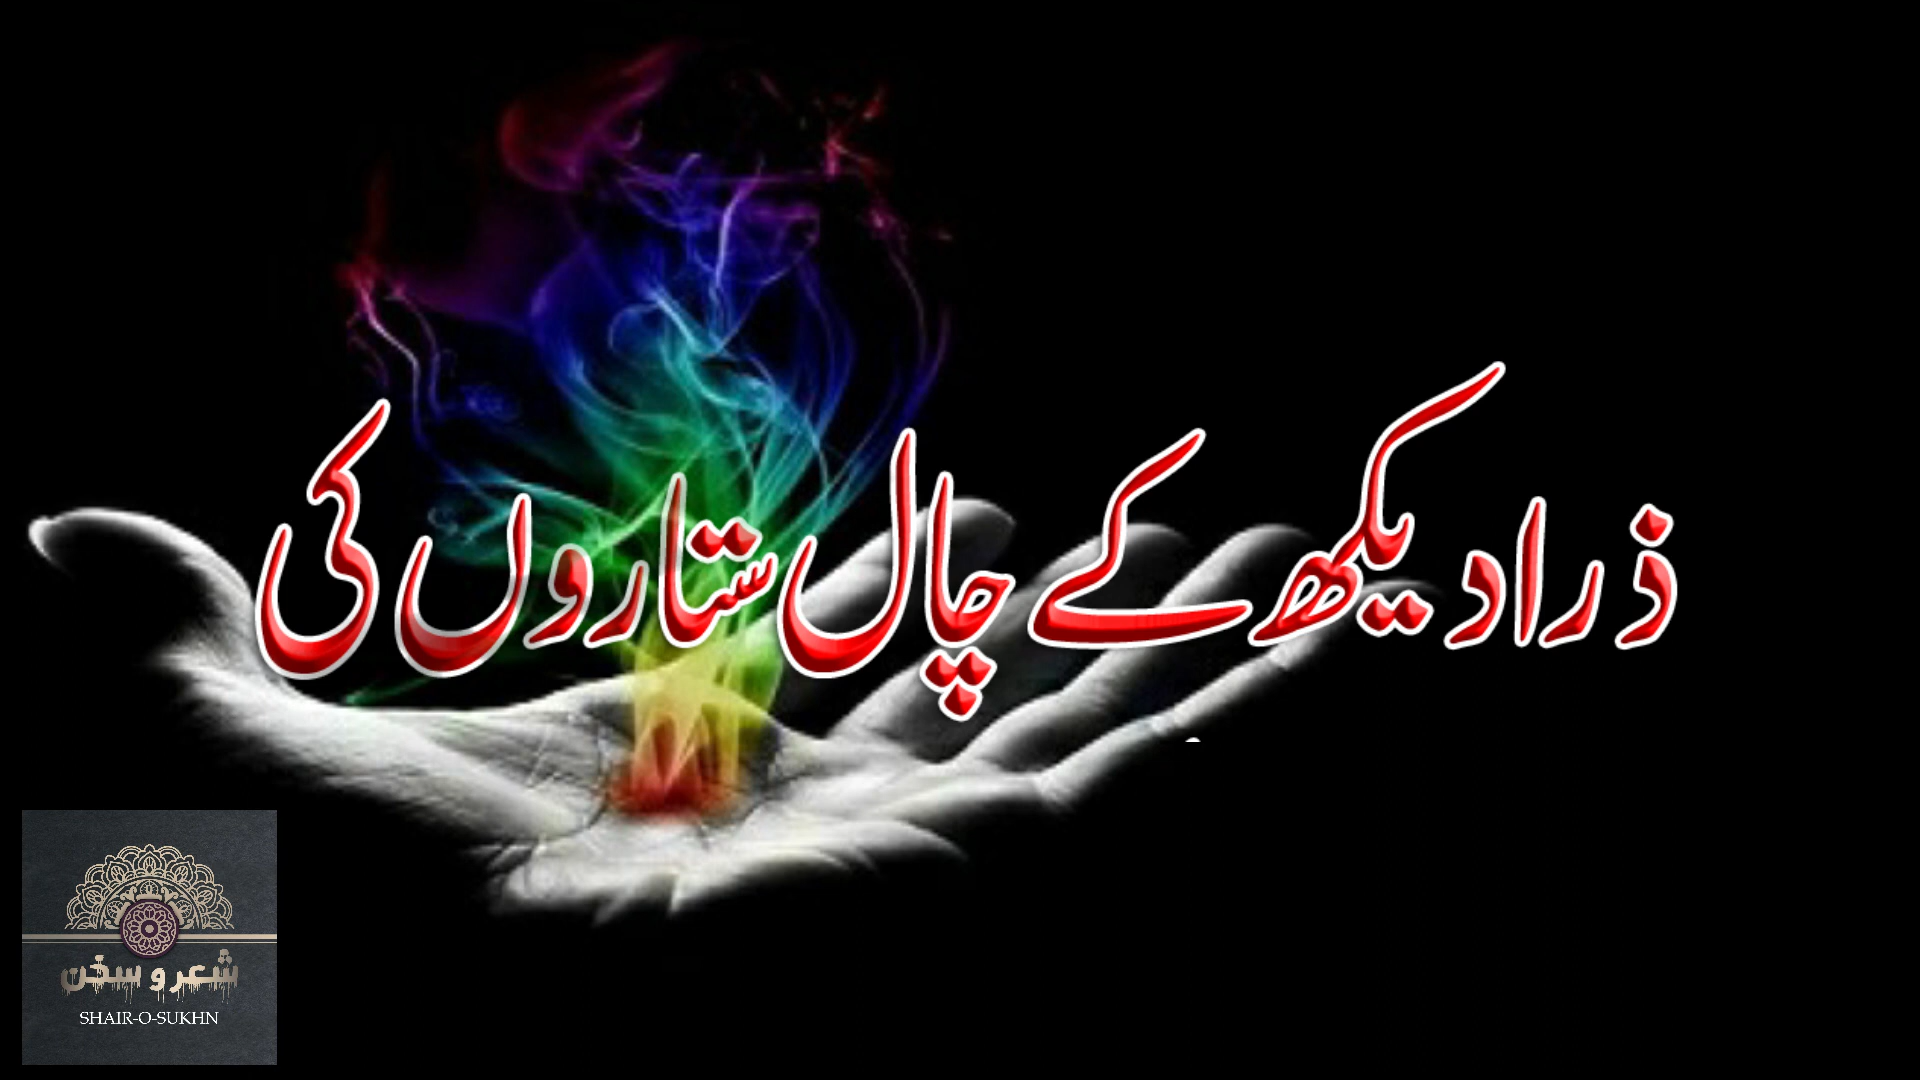 ذرا دیکھ کے چال ستاروں کی
شعر و سخن
SHAIR-O-SUKHN